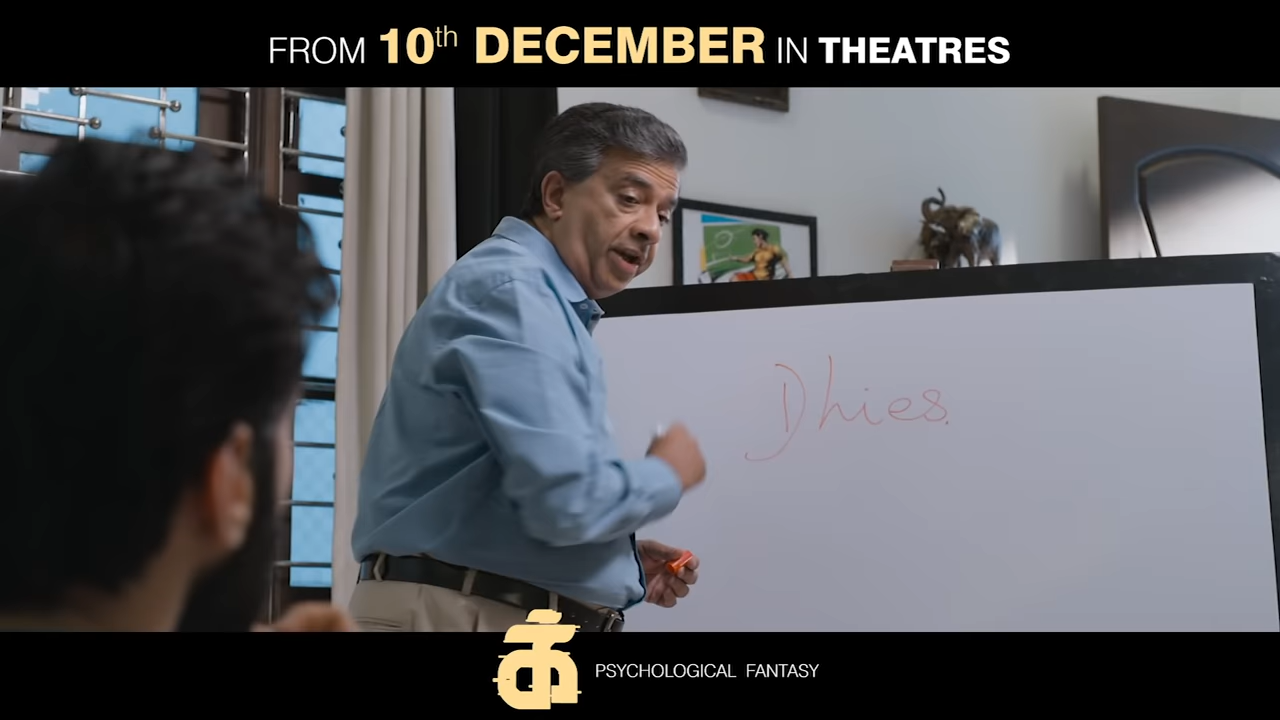 FROM 10th DECEMBER IN THEATRES
Dhies.
க்
PSYCHOLOGICAL FANTASY